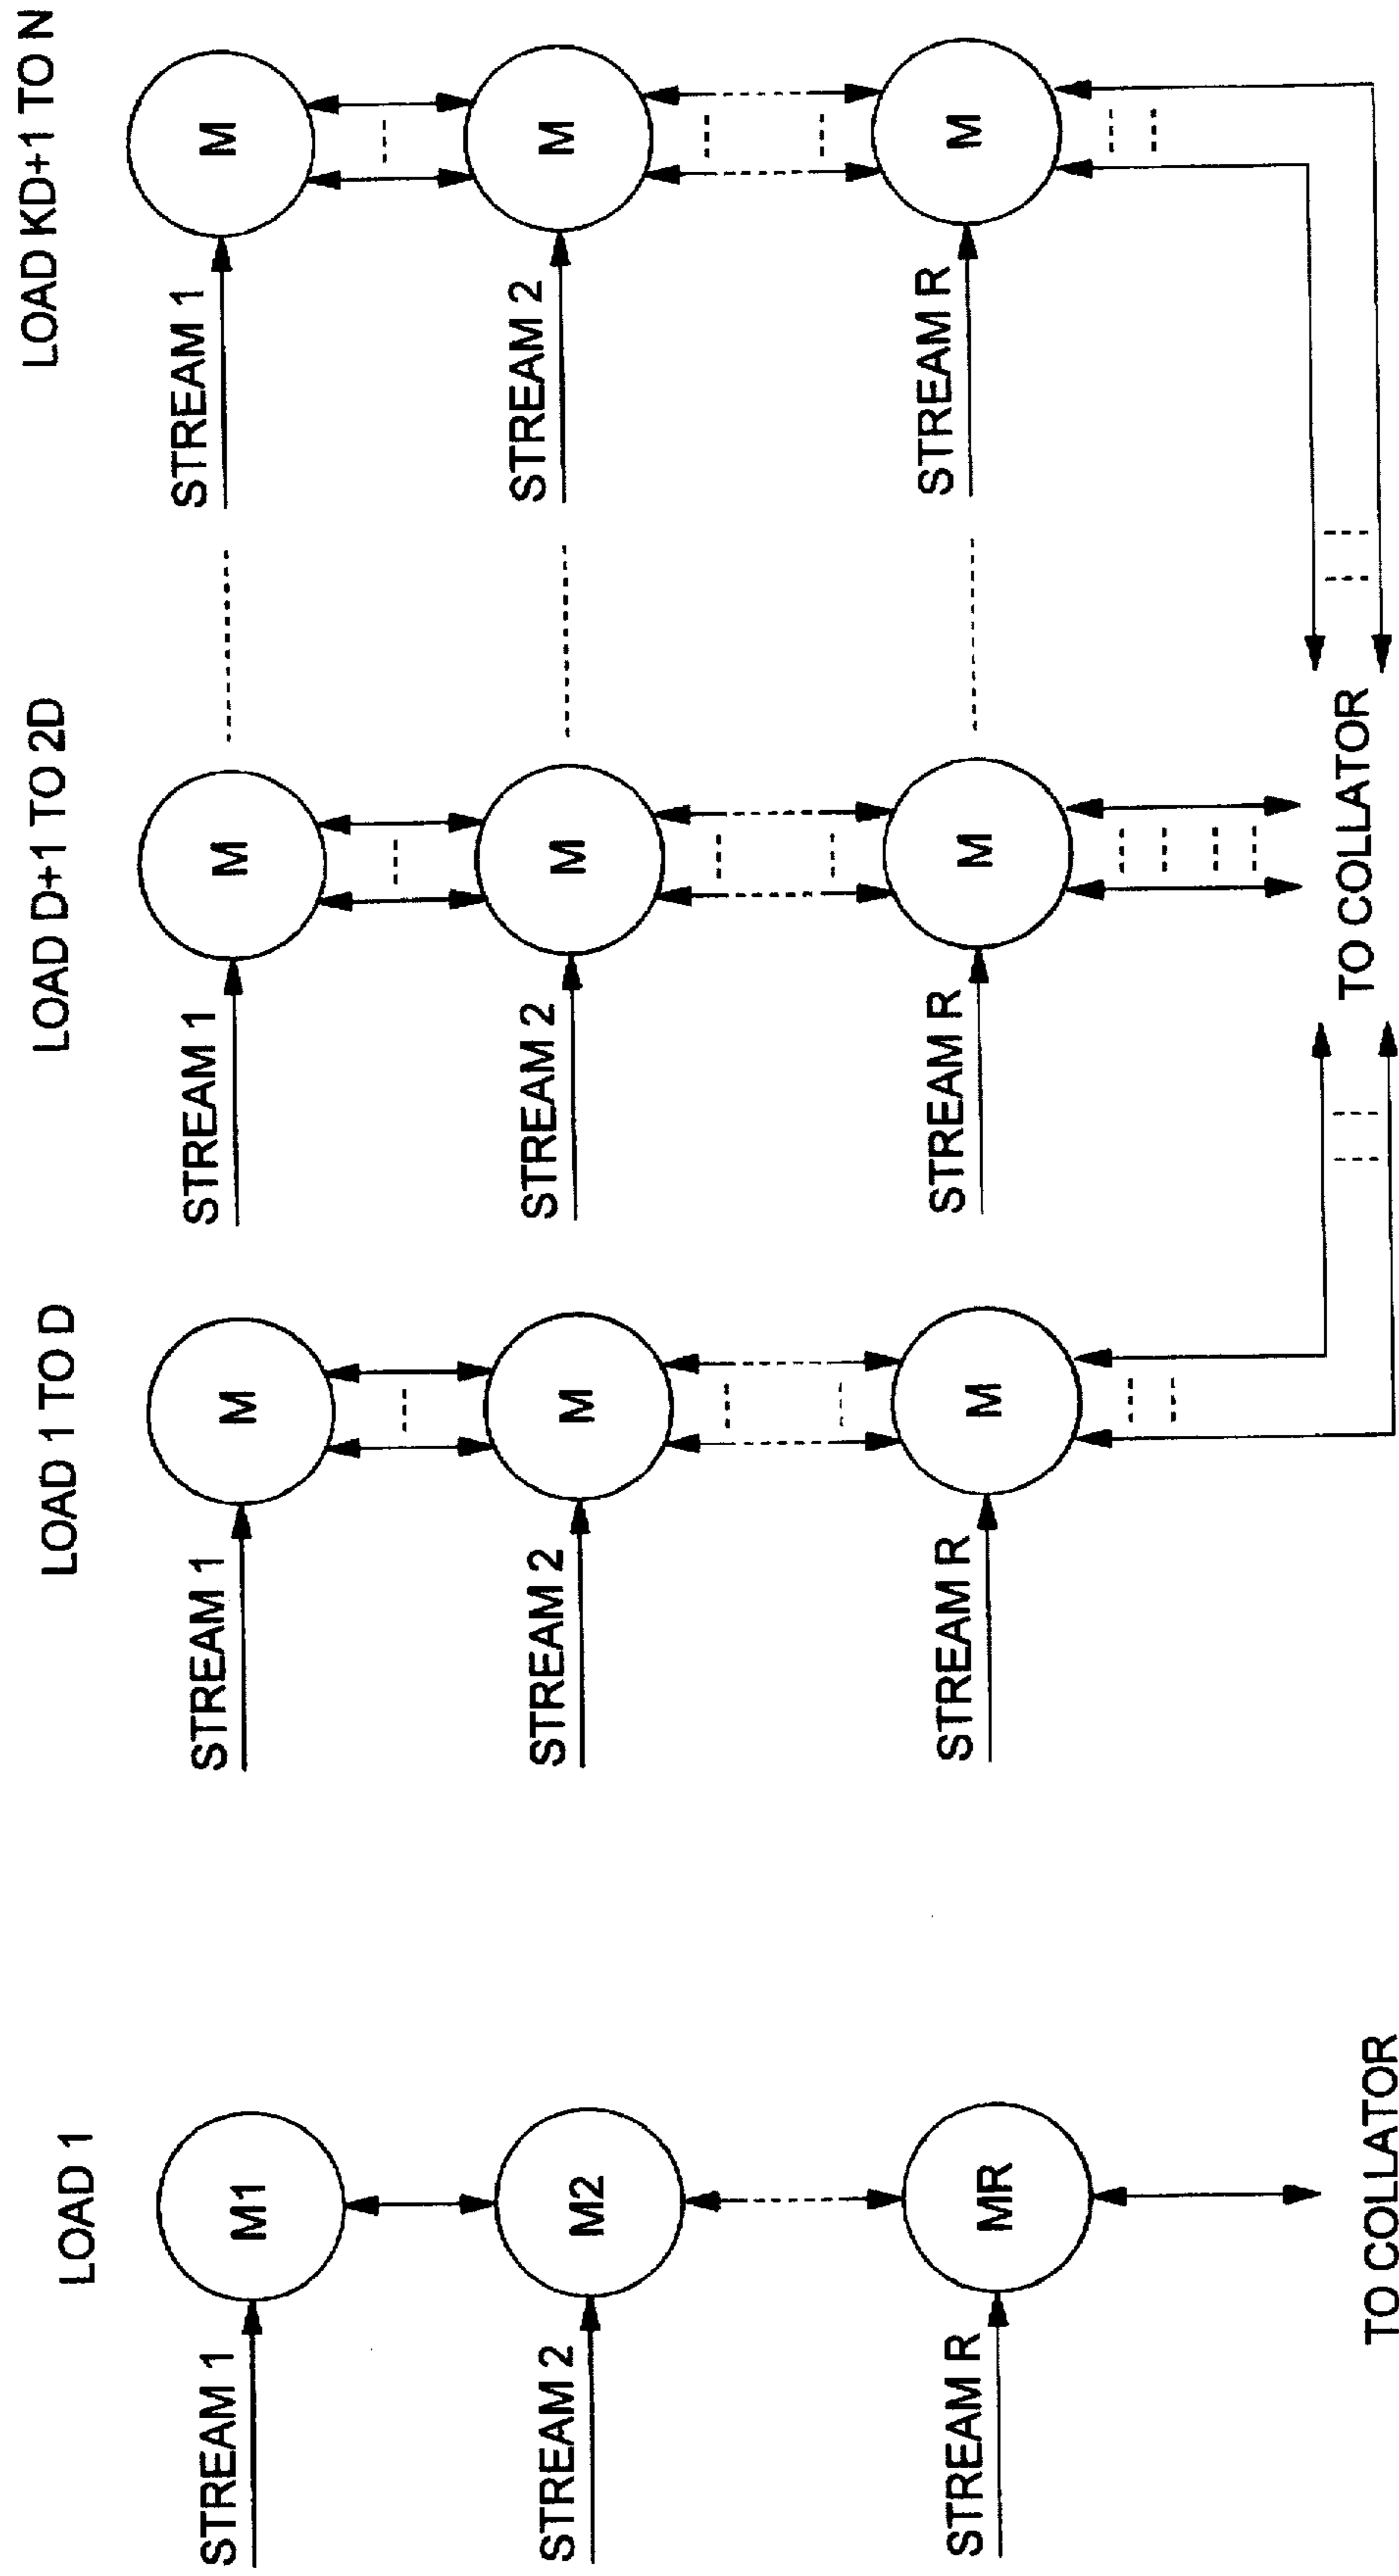 LOAD 1
STREAM 1
M1
STREAM 2
M2
STREAM R
MR
TO COLLATOR
LOAD 1 TO D
STREAM 1
M
STREAM 2
M
STREAM R
M
LOAD D+1 TO 2D
STREAM 1
M
STREAM 2
M
STREAM R
M
TO COLLATOR
LOAD KD+1 TO N
STREAM 1
M
STREAM 2
M
STREAM R
M